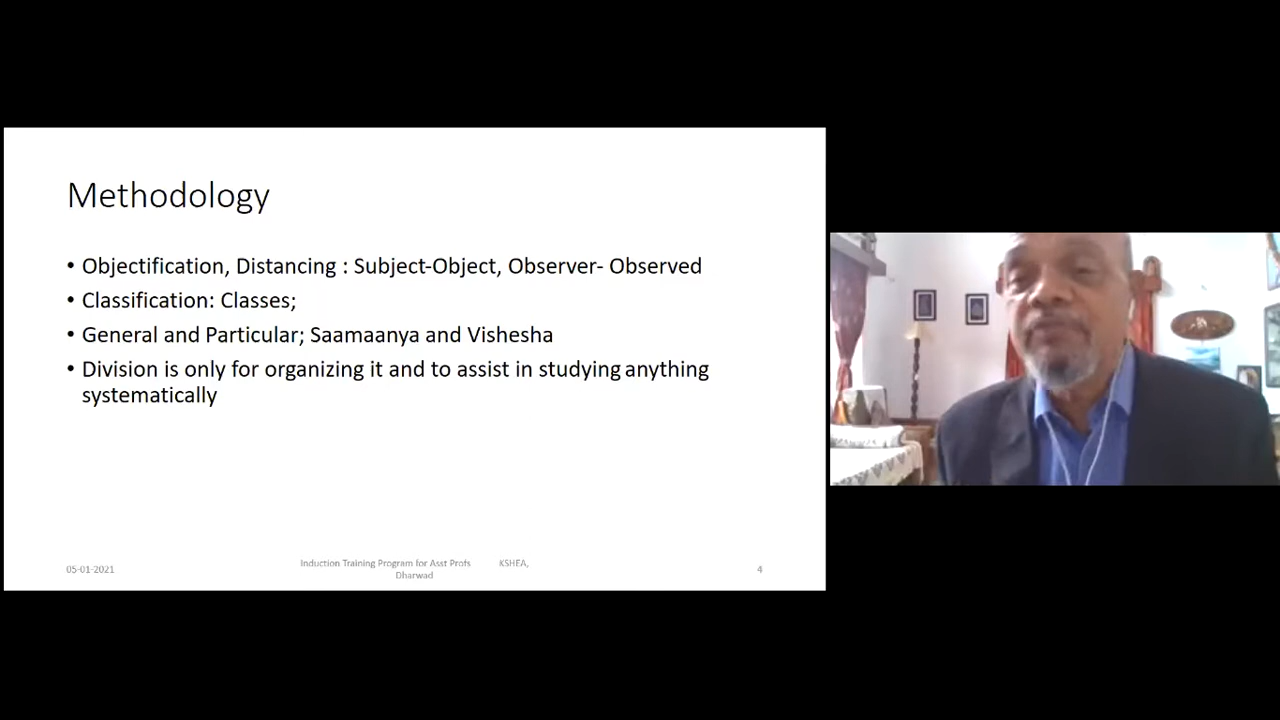 Methodology
• Objectification, Distancing : Subject-Object, Observer- Observed
• Classification: Classes;
• General and Particular; Saamaanya and Vishesha
• Division is only for organizing it and to assist in studying anything
systematically
05-01-2021
Induction Training Program for Asst Profs KSHEA,
Dharwad
4